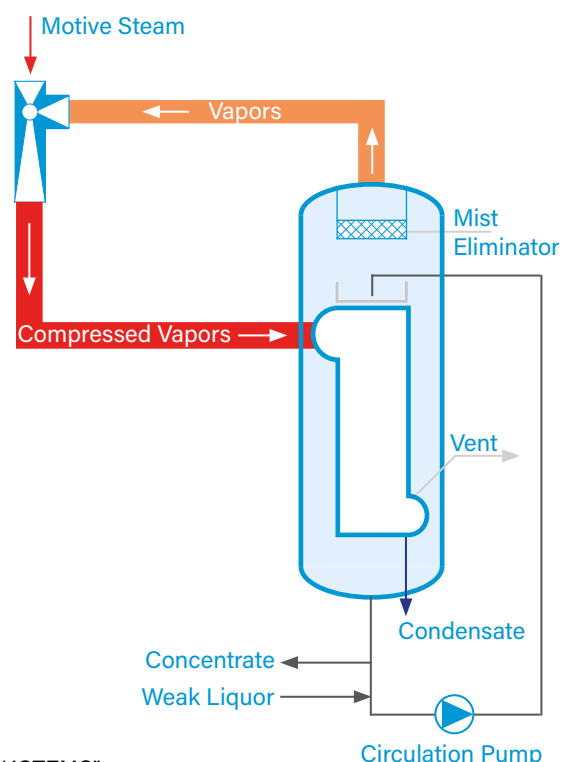 Motive Steam
Vapors
Mist
Eliminator
Compressed Vapors
Vent
Condensate
Concentrate
Weak Liquor
Circulation Pump